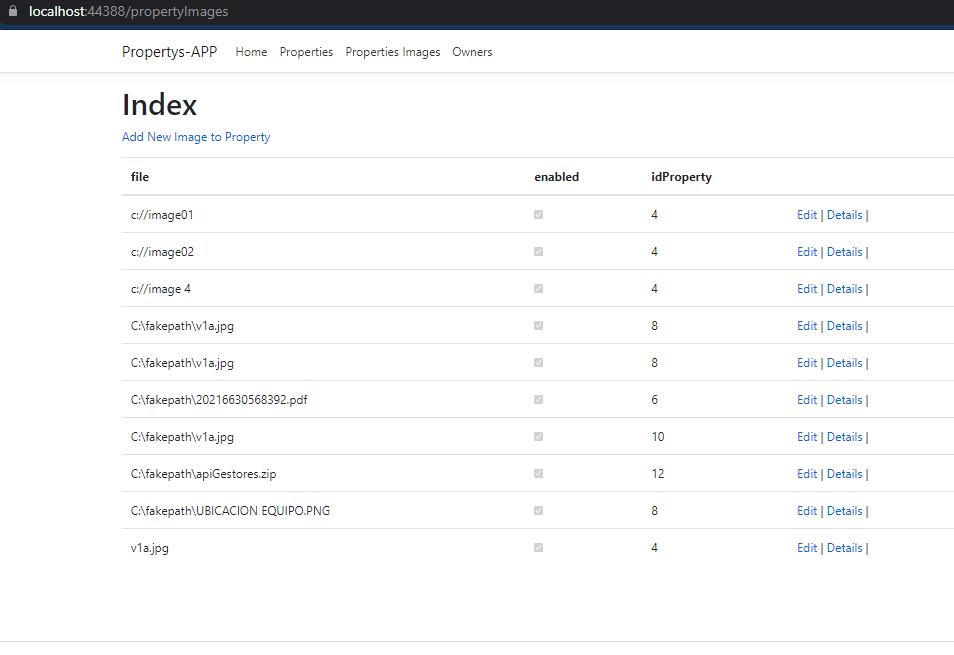 localhost:44388/propertyImages
Propertys-APP Home Properties Properties Images Owners
Index
Add New Image to Property
file enabled idProperty
c://image01 4 Edit | Details |
c://image02 4 Edit | Details |
c://image 4 4 Edit | Details |
C:\fakepath\v1a.jpg 8 Edit | Details |
C:\fakepath\v1a.jpg 8 Edit | Details |
C:\fakepath\20216630568392.pdf 6 Edit | Details |
C:\fakepath\v1a.jpg 10 Edit | Details |
C:\fakepath\apiGestores.zip 12 Edit | Details |
C:\fakepath\UBICACION EQUIPO.PNG 8 Edit | Details |
v1a.jpg 4 Edit | Details |